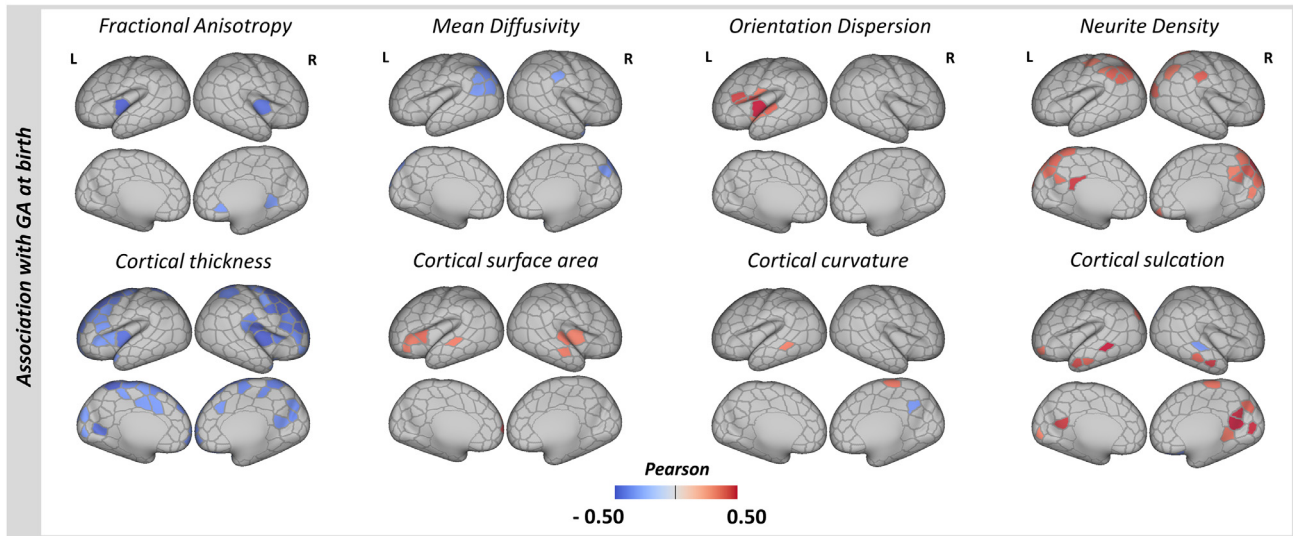 Association with GA at birth
Fractional Anisotropy
Mean Diffusivity
Orientation Dispersion
Neurite Density
L
R
L
R
L
R
L
R
Cortical thickness
Cortical surface area
Cortical curvature
Cortical sulcation
Pearson
- 0.50
0.50